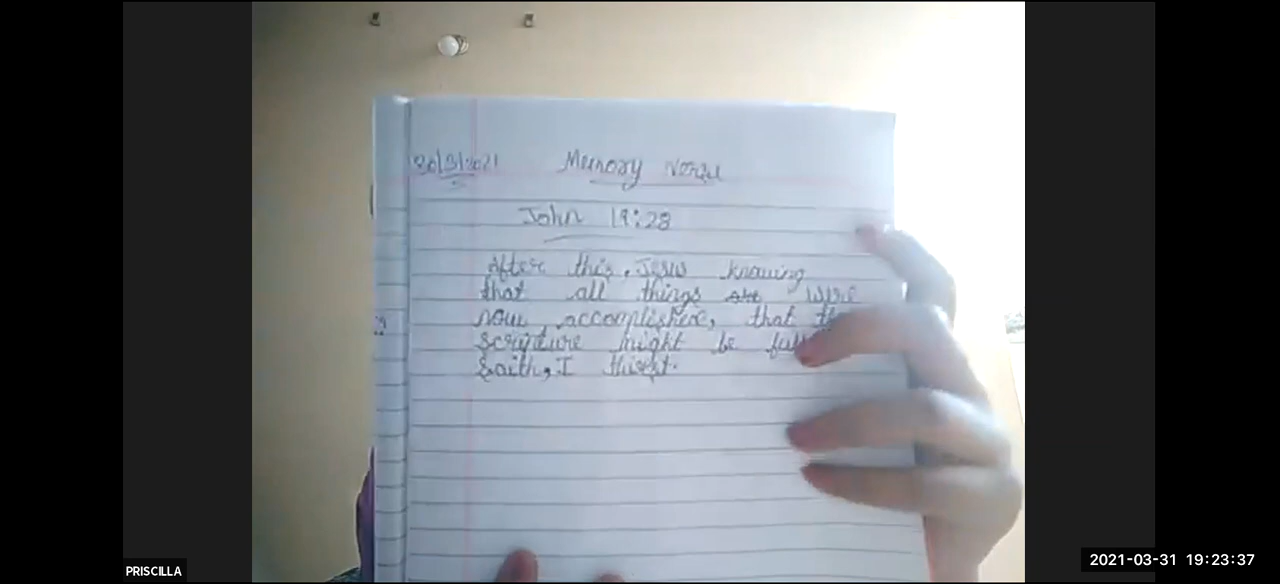 30/3/2021 Memory Verse
John 19:28
After this, Jesus knowing
that all things were
now accomplished, that
scripture might be
Saith, I thirst.
PRISCILLA
2021-03-31 19:23:37